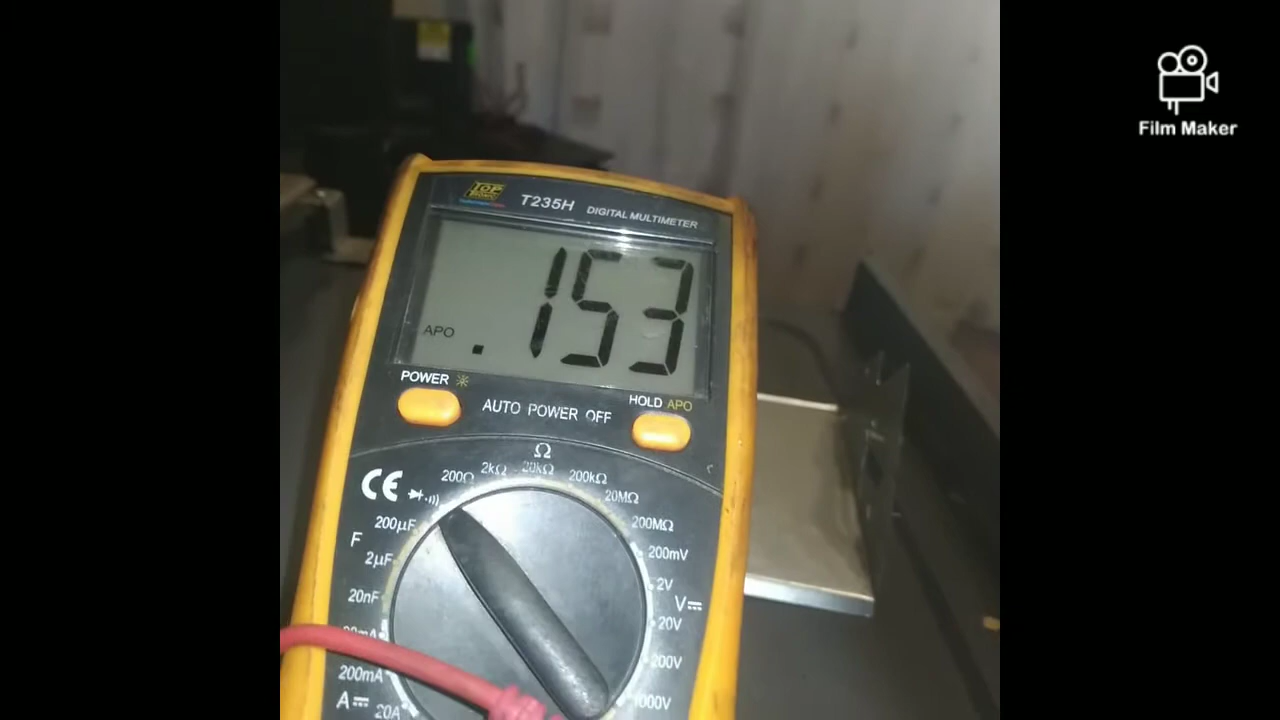 Film Maker
TOP
T235H DIGITAL MULTIMETER
.153
APO
POWER
HOLD APO
AUTO POWER OFF
Ω
200Ω 2kΩ 20kΩ 200kΩ 20MΩ 200MΩ
CE
200µF
F
2µF
20nF
200mA
A
20A
200mV
2V
V
20V
200V
1000V